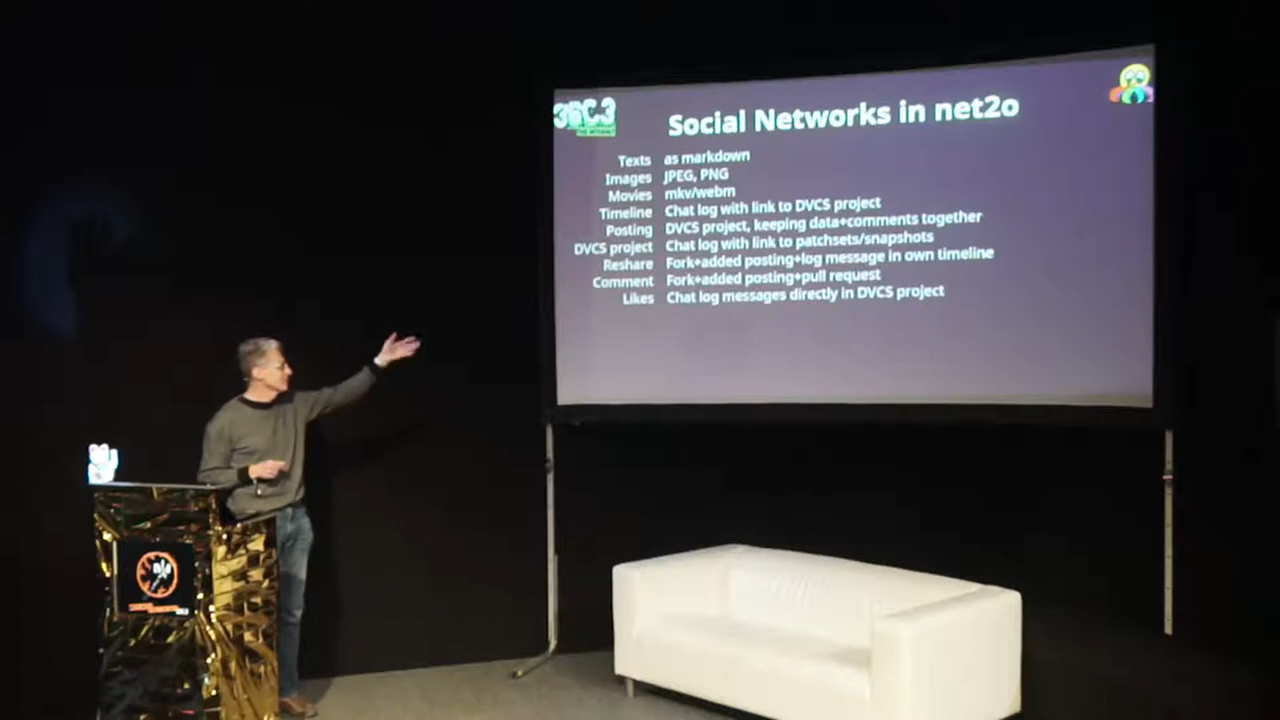 Social Networks in net2o
Texts as markdown
Images JPEG, PNG
Movies mkv/webm
Timeline Chat log with link to DVCS project
Posting DVCS project, keeping data+comments together
DVCS project Chat log with link to patchsets/snapshots
Reshare Fork+added posting+log message in own timeline
Comment Fork+added posting+pull request
Likes Chat log messages directly in DVCS project